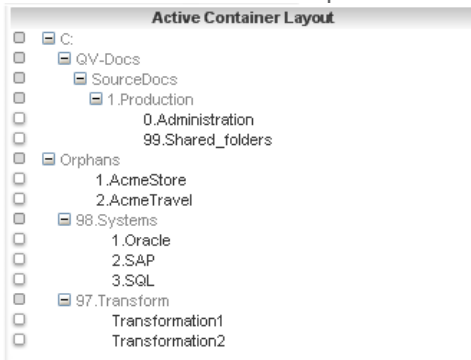 Active Container Layout
C:
QV-Docs
SourceDocs
1.Production
0.Administration
99.Shared_folders
Orphans
1.AcmeStore
2.AcmeTravel
98.Systems
1.Oracle
2.SAP
3.SQL
97.Transform
Transformation1
Transformation2